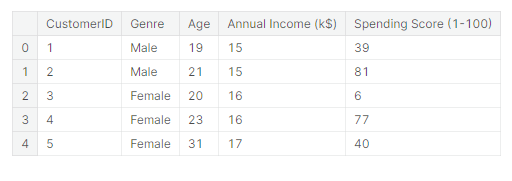 CustomerID Genre Age Annual Income (k$) Spending Score (1-100)
0 1 Male 19 15 39
1 2 Male 21 15 81
2 3 Female 20 16 6
3 4 Female 23 16 77
4 5 Female 31 17 40